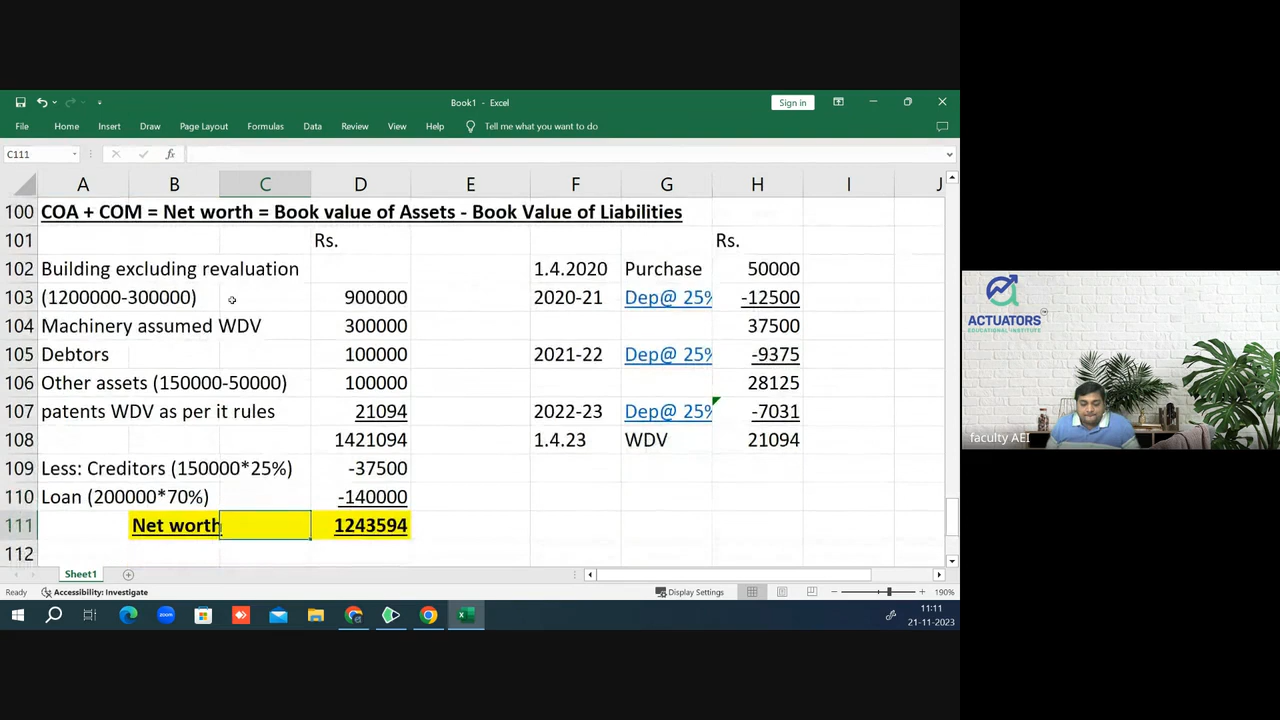 Book1 - Excel
Sign in
File Home Insert Draw Page Layout Formulas Data Review View Help Tell me what you want to do
C111 fx
A B C D E F G H I J
100 COA + COM = Net worth = Book value of Assets - Book Value of Liabilities
101 Rs. Rs.
102 Building excluding revaluation 1.4.2020 Purchase 50000
103 (1200000-300000) 900000 2020-21 Dep@ 25% -12500
104 Machinery assumed WDV 300000 37500
105 Debtors 100000 2021-22 Dep@ 25% -9375
106 Other assets (150000-50000) 100000 28125
107 patents WDV as per it rules 21094 2022-23 Dep@ 25% -7031
108 1421094 1.4.23 WDV 21094
109 Less: Creditors (150000*25%) -37500
110 Loan (200000*70%) -140000
111 Net worth 1243594
112
Sheet1
Ready Accessibility: Investigate Display Settings 190%
zoom
11:11
21-11-2023
ACTUATORS
EDUCATIONAL INSTITUTE
faculty AEI